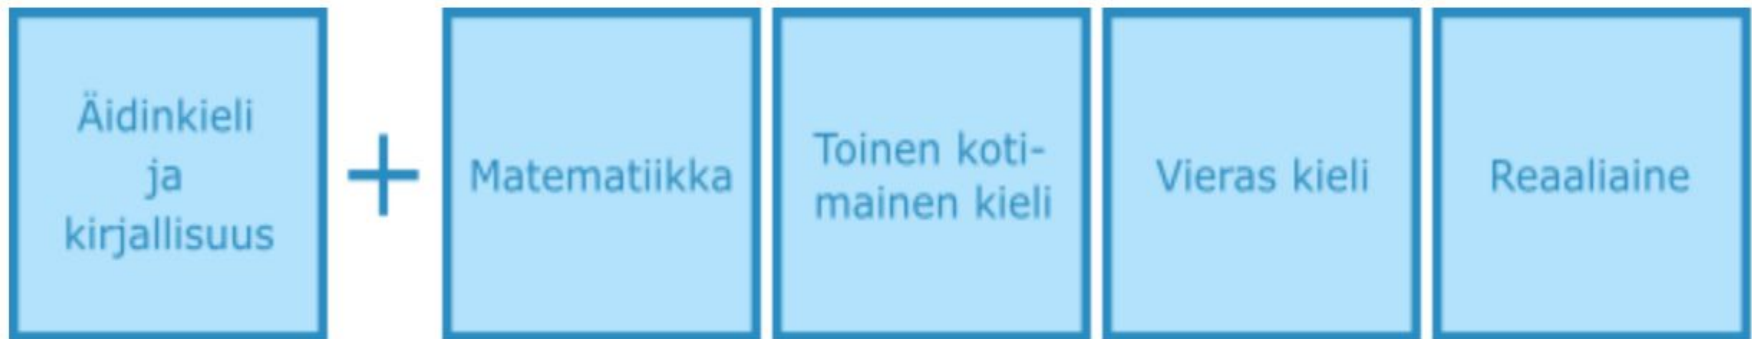 Äidinkieli
ja
kirjallisuus
+
Matematiikka
Toinen koti-
mainen kieli
Vieras kieli
Reaaliaine